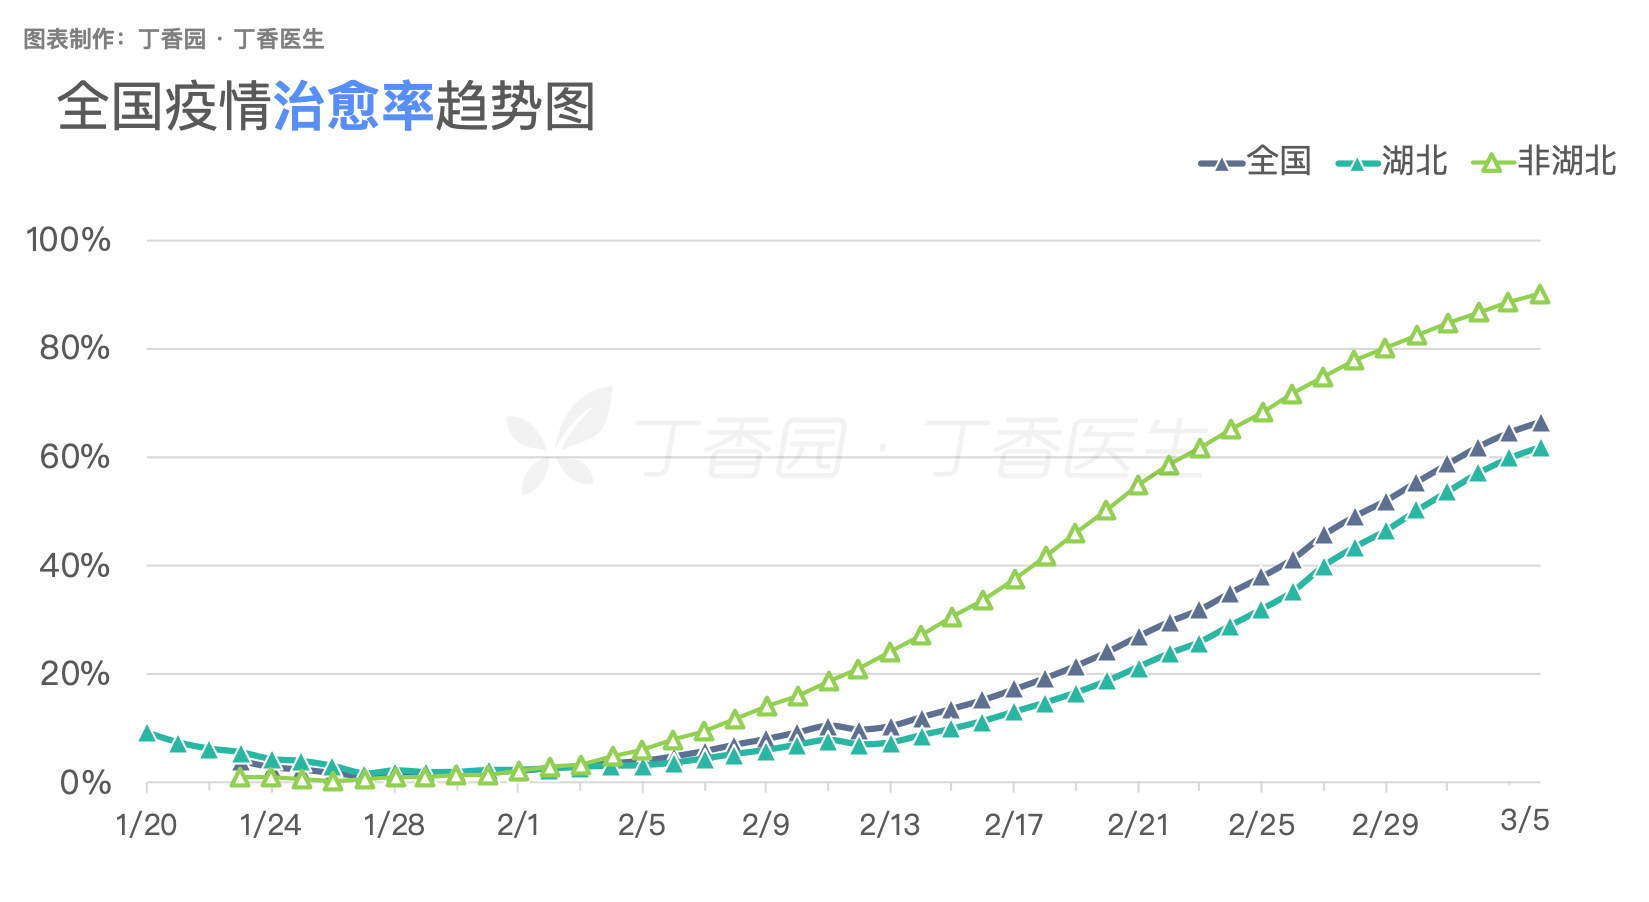 图表制作：丁香园 · 丁香医生
全国疫情治愈率趋势图
全国 湖北 非湖北
100%
80%
丁香园 · 丁香医生
60%
40%
20%
0%
1/20 1/24 1/28 2/1 2/5 2/9 2/13 2/17 2/21 2/25 2/29 3/5